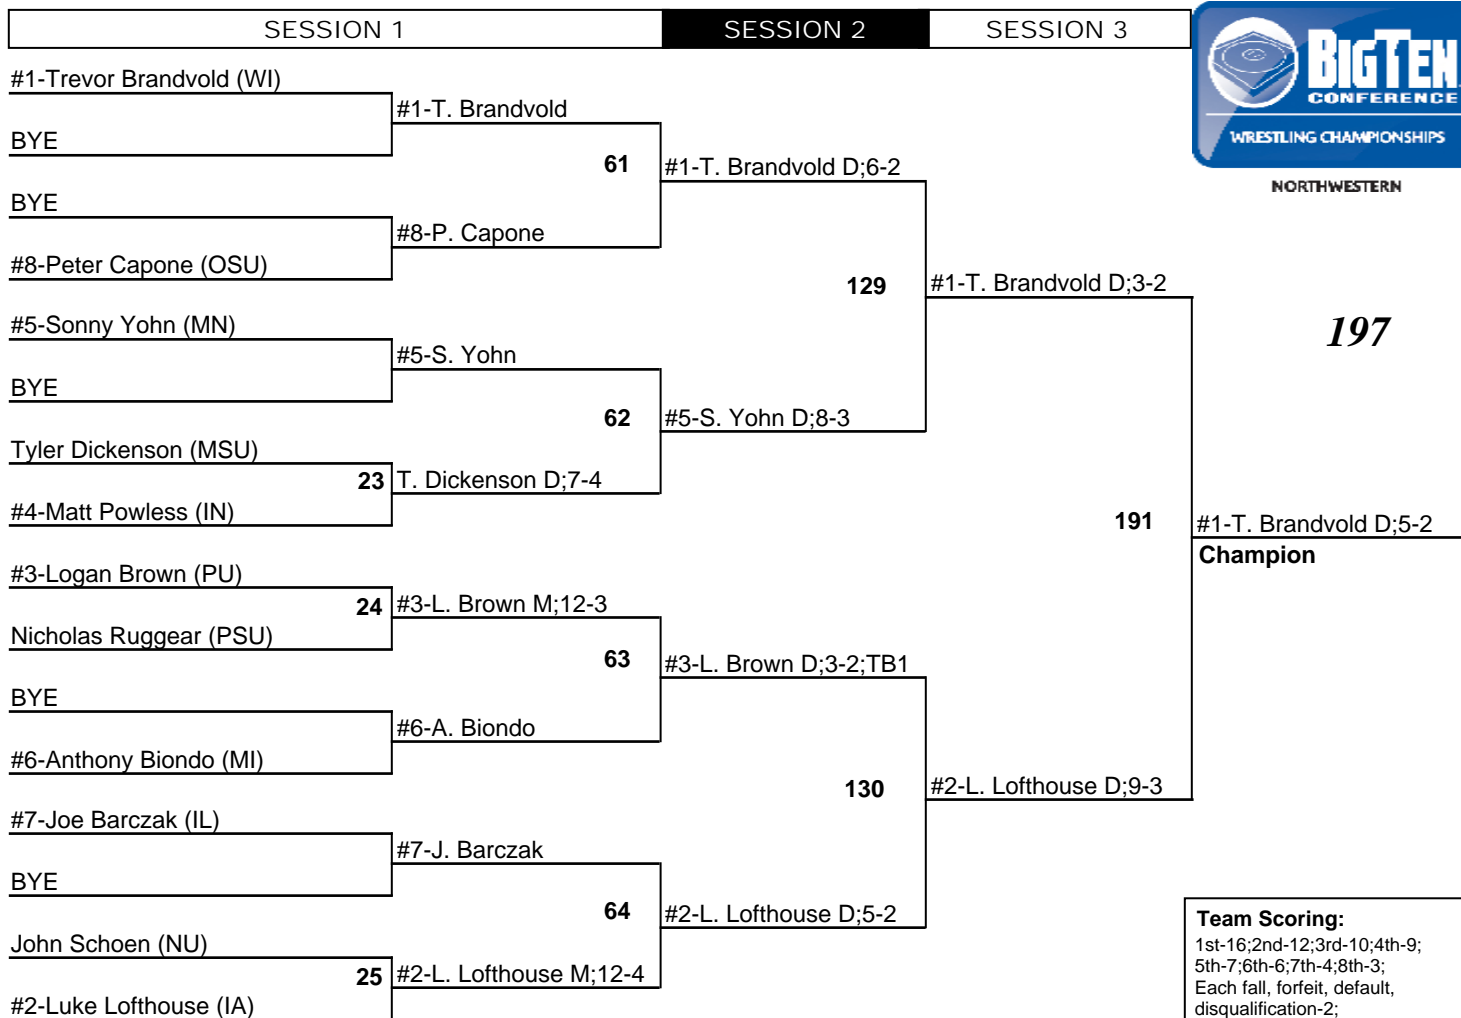 SESSION 1 SESSION 2 SESSION 3
BIGTEN
CONFERENCE
WRESTLING CHAMPIONSHIPS
NORTHWESTERN
197
#1-Trevor Brandvold (WI)
#1-T. Brandvold
BYE
61 #1-T. Brandvold D;6-2
BYE
#8-P. Capone
#8-Peter Capone (OSU)
129 #1-T. Brandvold D;3-2
#5-Sonny Yohn (MN)
#5-S. Yohn
BYE
62 #5-S. Yohn D;8-3
Tyler Dickenson (MSU)
23 T. Dickenson D;7-4
#4-Matt Powless (IN)
191 #1-T. Brandvold D;5-2
Champion
#3-Logan Brown (PU)
24 #3-L. Brown M;12-3
Nicholas Ruggear (PSU)
63 #3-L. Brown D;3-2;TB1
BYE
#6-A. Biondo
#6-Anthony Biondo (MI)
130 #2-L. Lofthouse D;9-3
#7-Joe Barczak (IL)
#7-J. Barczak
BYE
64 #2-L. Lofthouse D;5-2
John Schoen (NU)
25 #2-L. Lofthouse M;12-4
#2-Luke Lofthouse (IA)
Team Scoring:
1st-16;2nd-12;3rd-10;4th-9;
5th-7;6th-6;7th-4;8th-3;
Each fall, forfeit, default,
disqualification-2;